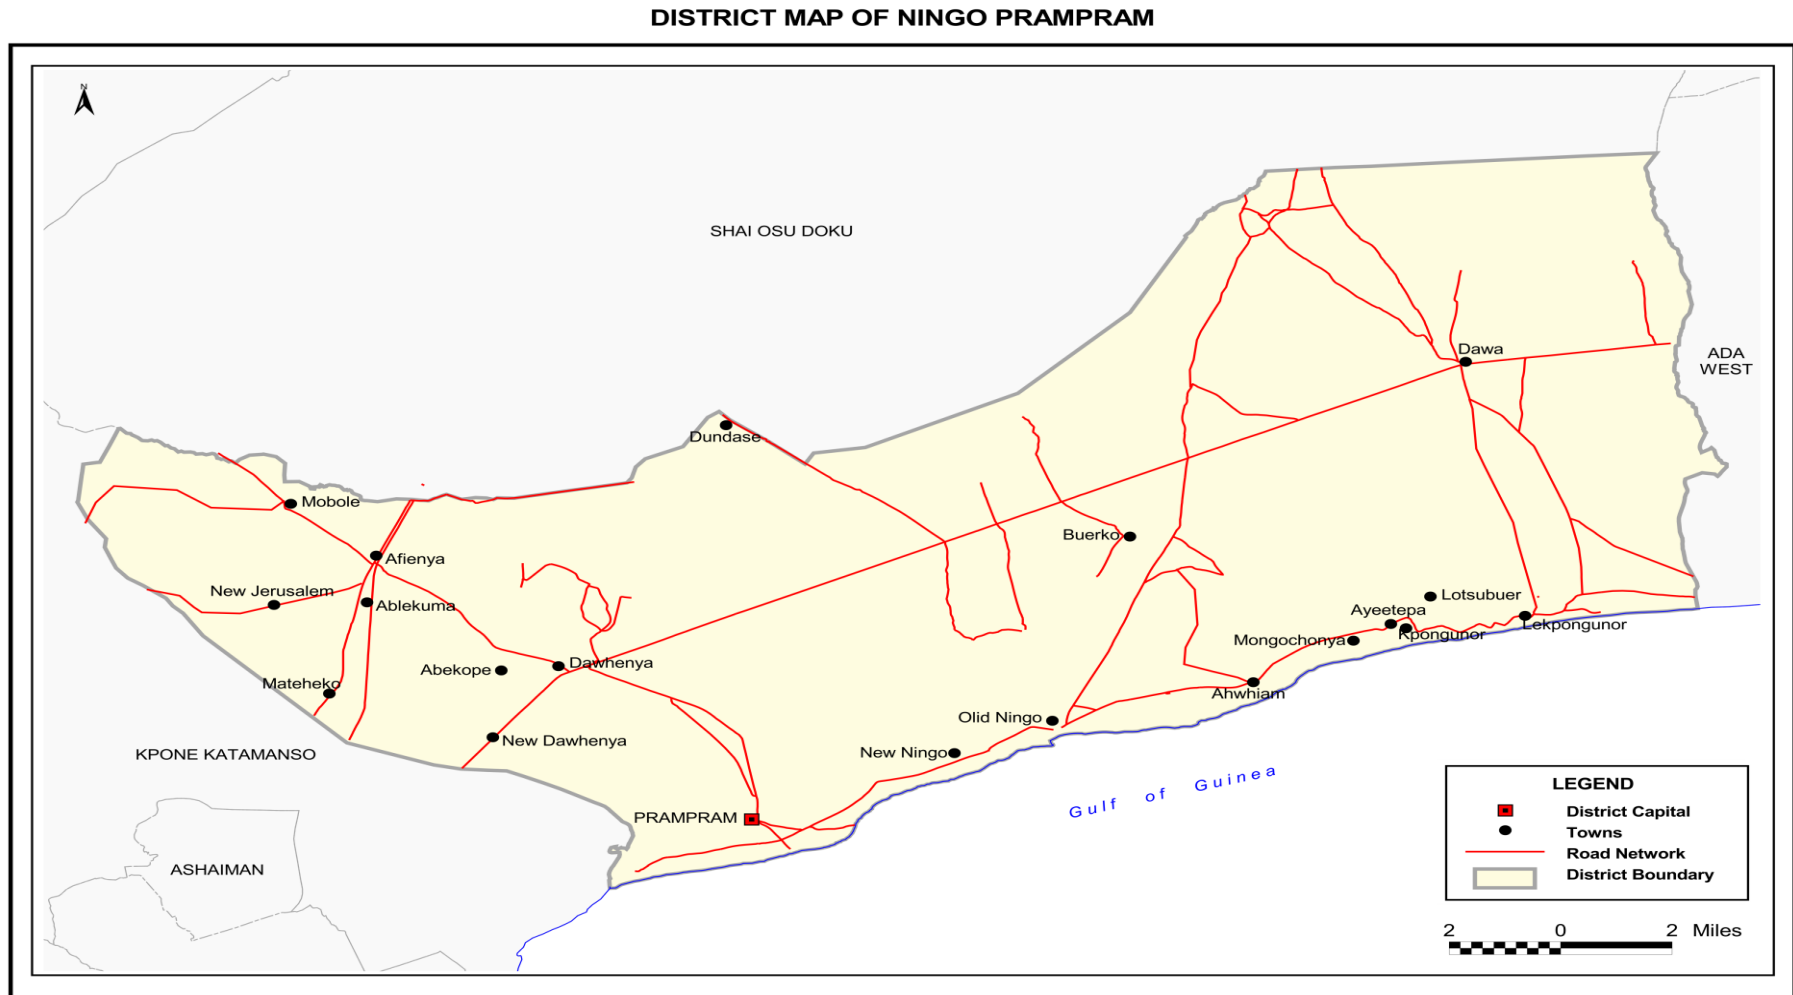 DISTRICT MAP OF NINGO PRAMPRAM
N
SHAI OSU DOKU
Dawa
ADA
WEST
Dundase
Mobole
Buerko
Afienya
New Jerusalem
Ablekuma
Lotsubuer
Ayeetepa
Kpongunor
Lekpongunor
Mongochonya
Dawhenya
Abekope
Mateheko
Ahwhiam
Olid Ningo
New Dawhenya
New Ningo
KPONE KATAMANSO
Gulf of Guinea
PRAMPRAM
ASHAIMAN
LEGEND
District Capital
Towns
Road Network
District Boundary
2 0 2 Miles